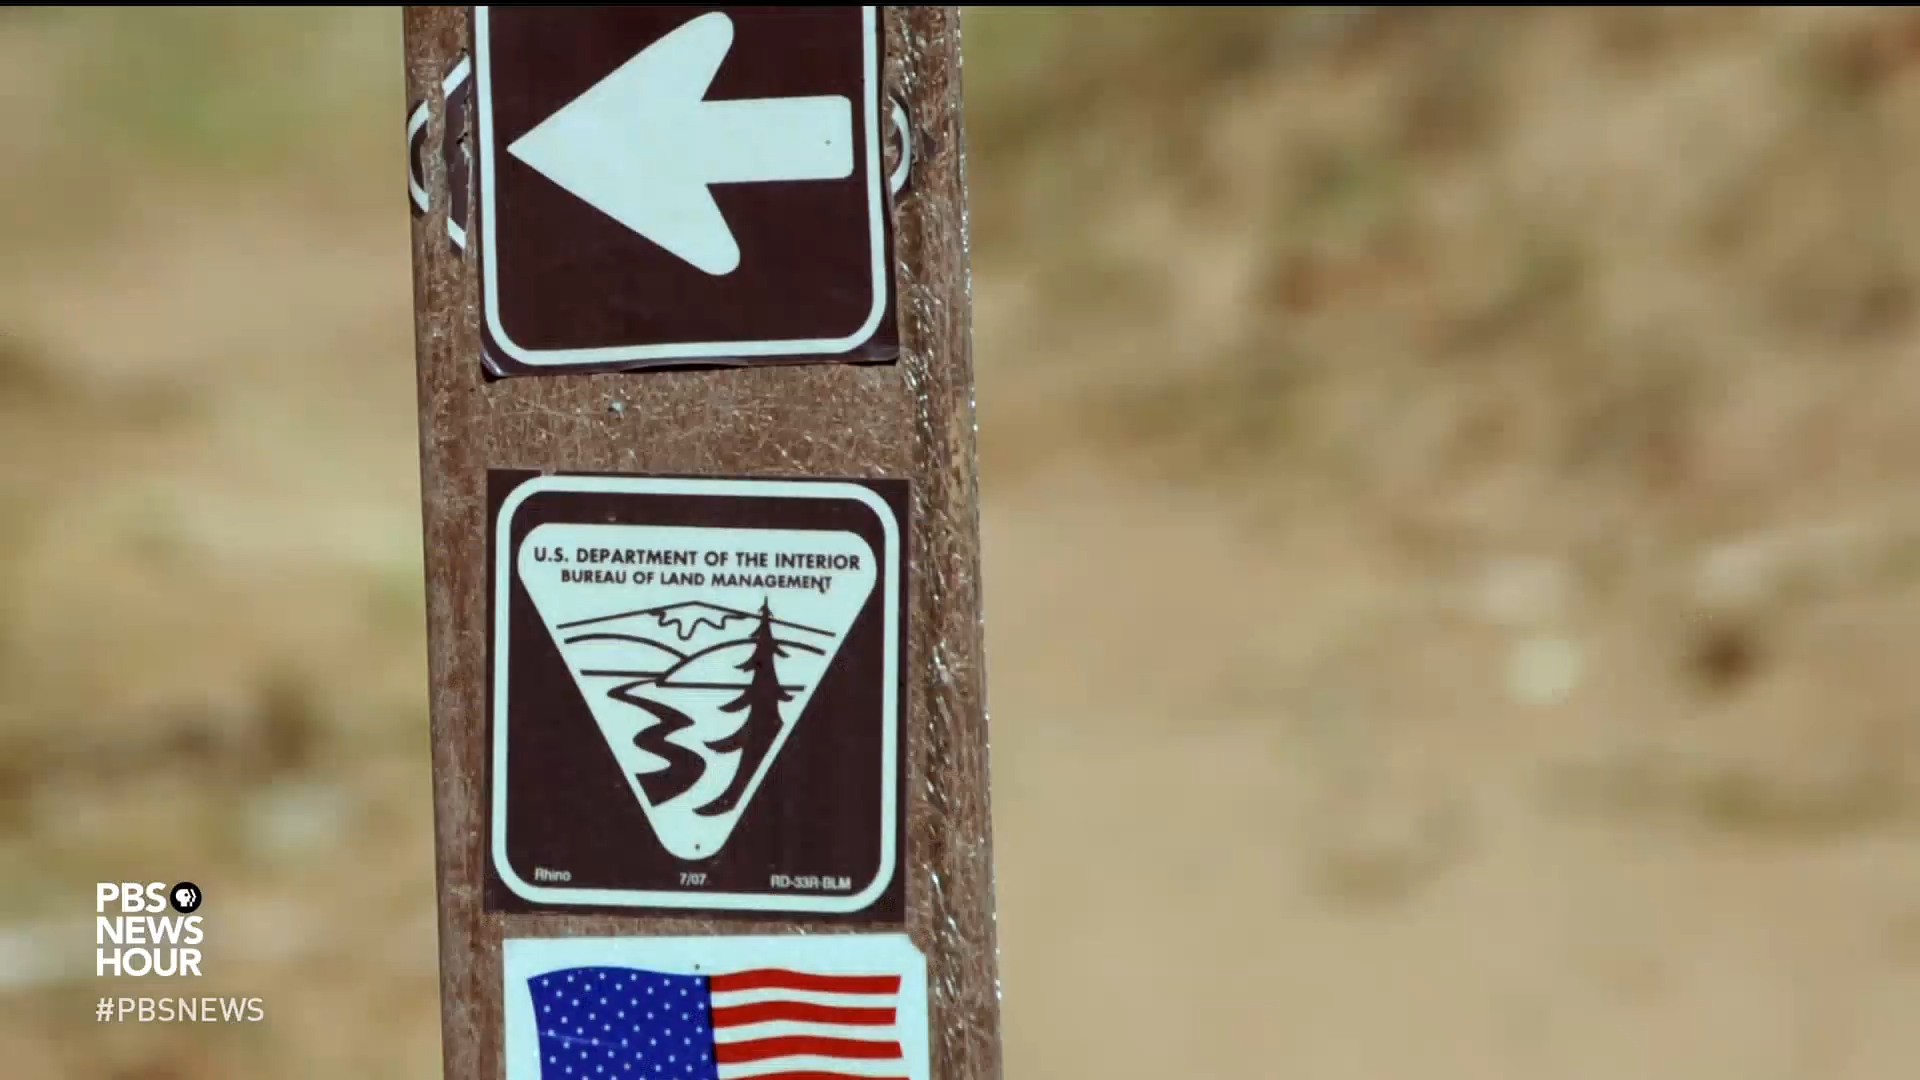 U.S. DEPARTMENT OF THE INTERIOR
BUREAU OF LAND MANAGEMENT
Rhino 7/07 RD-33R-BLM
PBS
NEWS
HOUR
#PBSNEWS